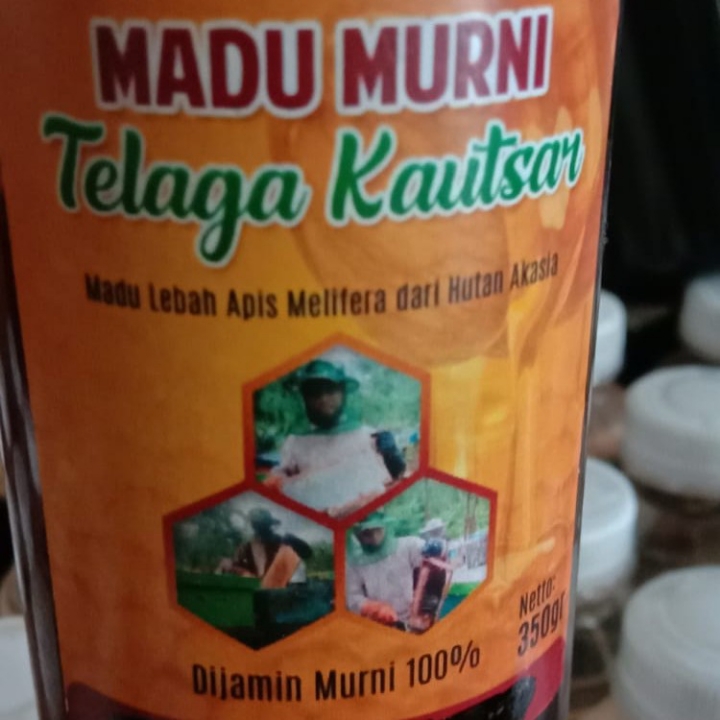 MADU MURNI
Telaga Kautsar
Madu Lebah Apis Melifera dari Hutan Akasia
Netto:
350gr
Dijamin Murni 100%